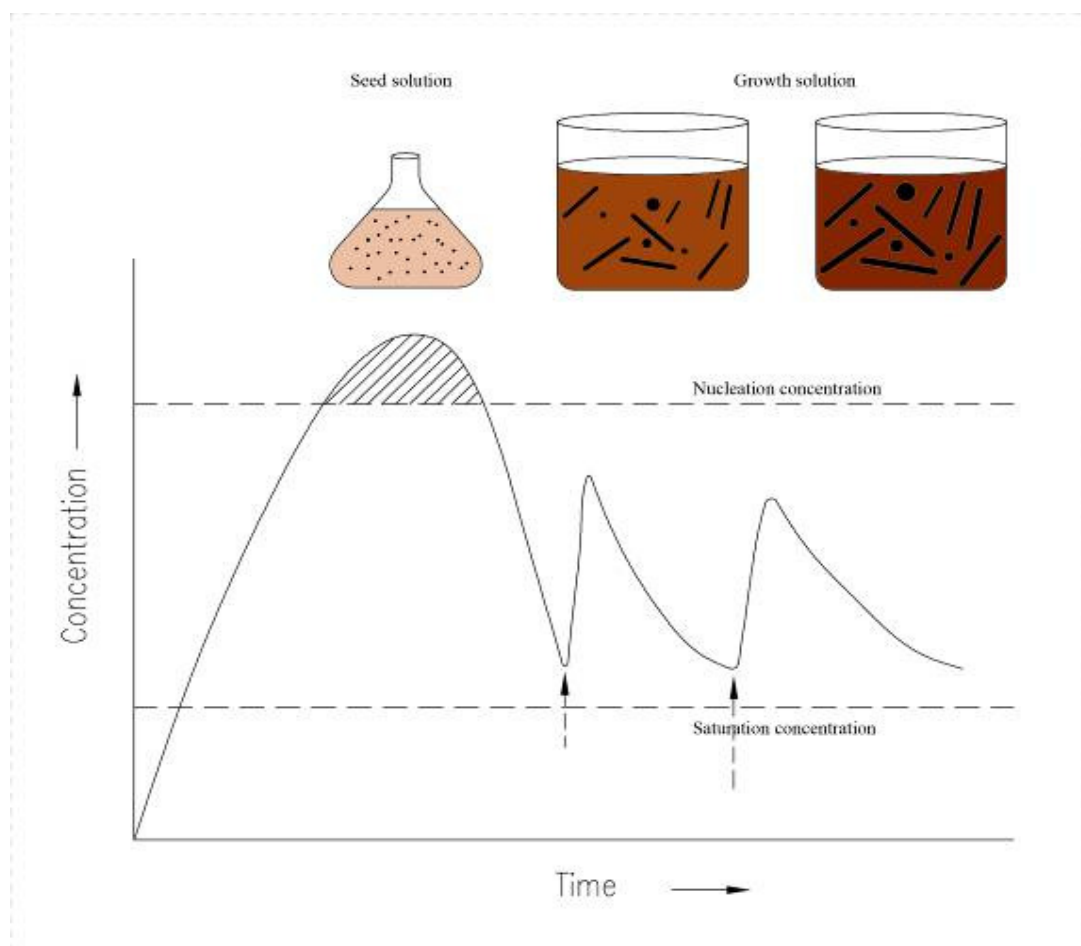 Seed solution
Growth solution
Nucleation concentration
Concentration
Saturation concentration
Time